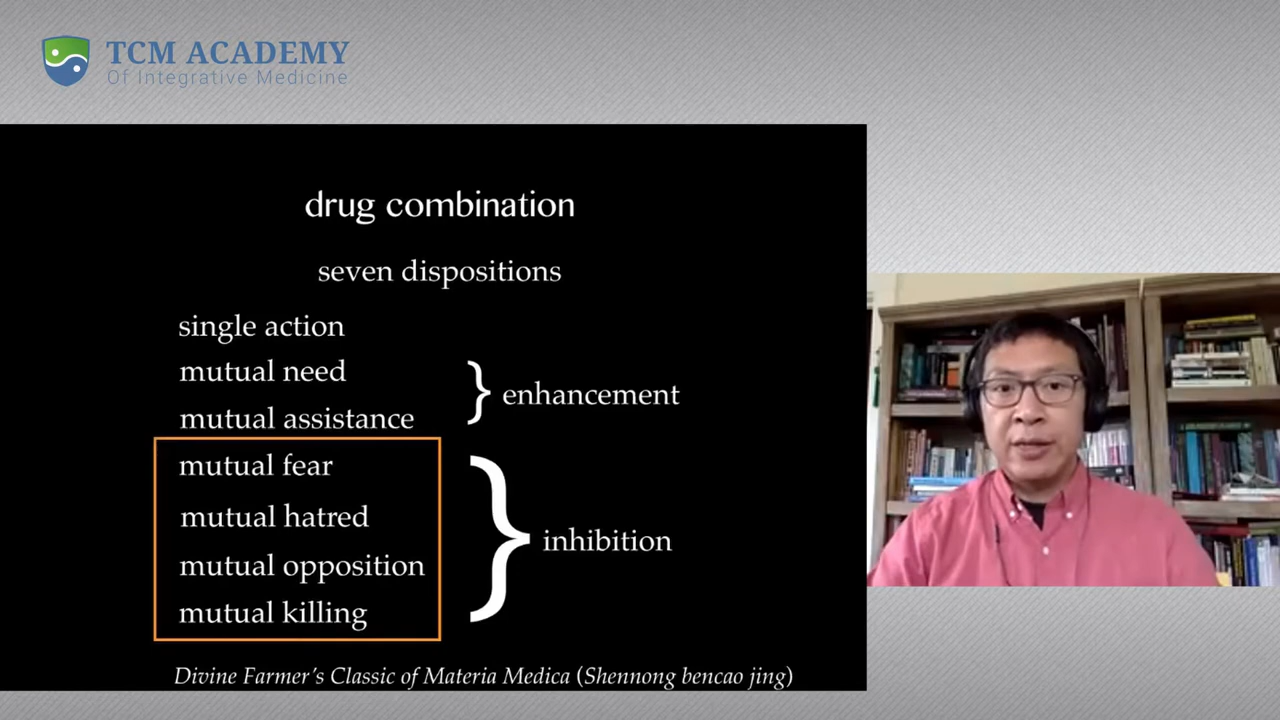 TCM ACADEMY
Of Integrative Medicine
drug combination
seven dispositions
single action
mutual need
mutual assistance
enhancement
mutual fear
mutual hatred
mutual opposition
mutual killing
inhibition
Divine Farmer's Classic of Materia Medica (Shennong bencao jing)